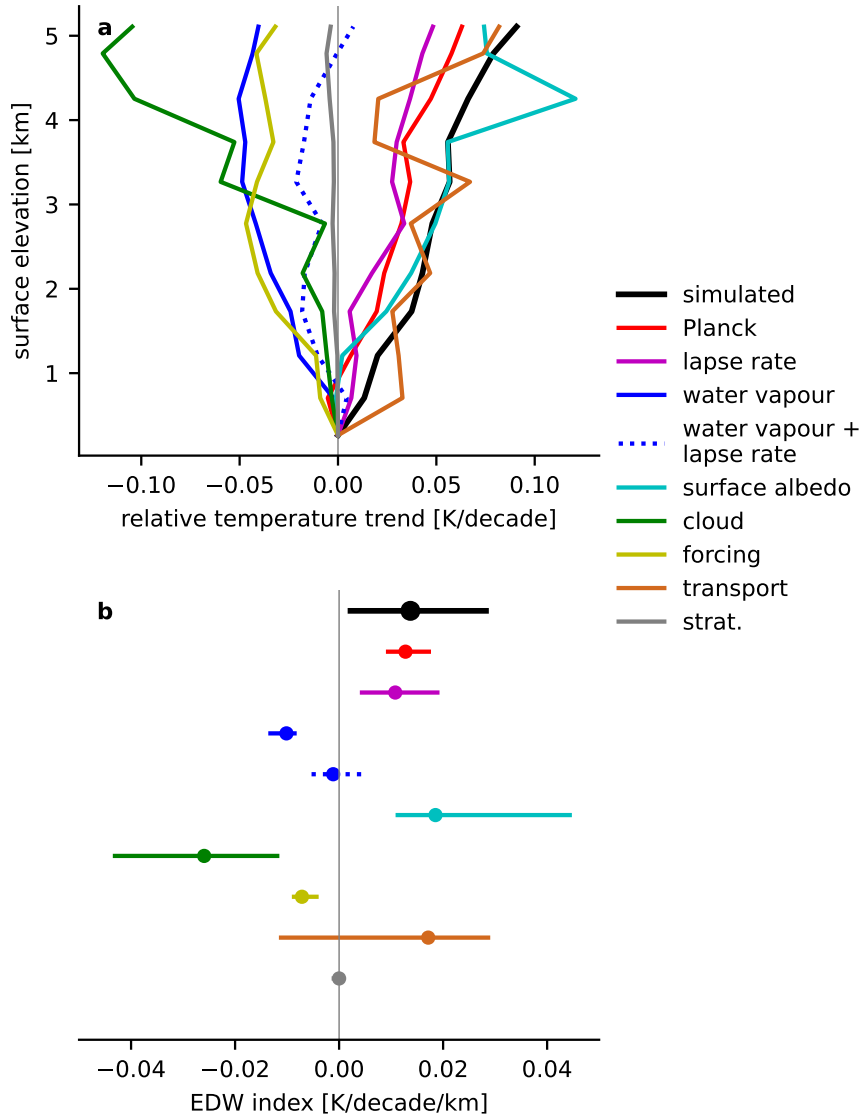 a
5
4
3
2
1
surface elevation [km]
−0.10 −0.05 0.00 0.05 0.10
relative temperature trend [K/decade]
simulated
Planck
lapse rate
water vapour
water vapour +
lapse rate
surface albedo
cloud
forcing
transport
strat.
b
−0.04 −0.02 0.00 0.02 0.04
EDW index [K/decade/km]